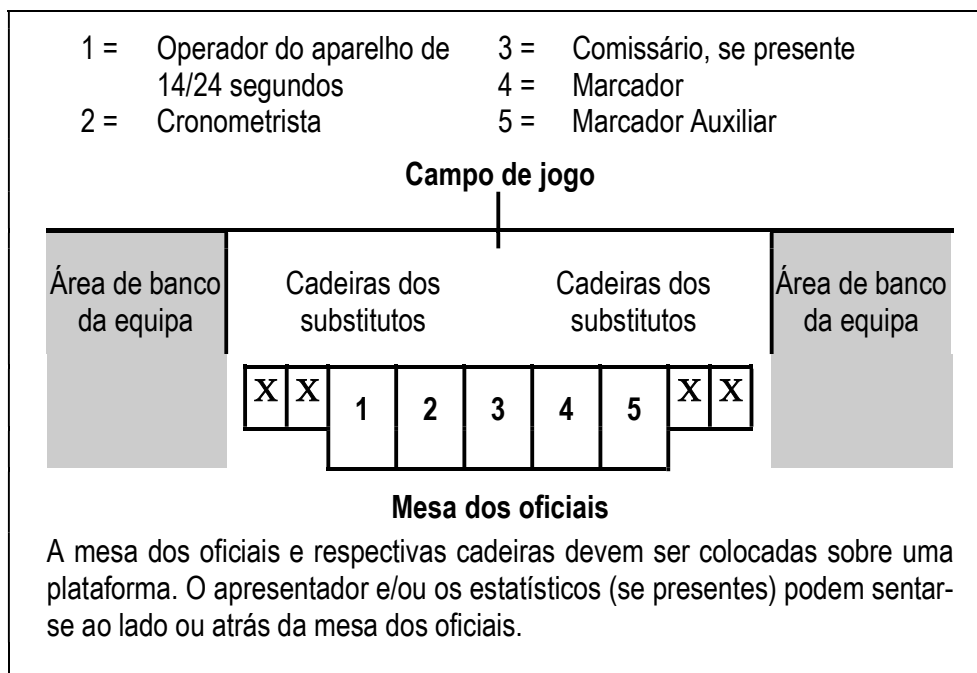 1 = Operador do aparelho de 14/24 segundos
2 = Cronometrista
3 = Comissário, se presente
4 = Marcador
5 = Marcador Auxiliar
Campo de jogo
Área de banco da equipa
Cadeiras dos substitutos
Cadeiras dos substitutos
Área de banco da equipa
X X 1 2 3 4 5 X X
Mesa dos oficiais
A mesa dos oficiais e respectivas cadeiras devem ser colocadas sobre uma
plataforma. O apresentador e/ou os estatísticos (se presentes) podem sentar-
se ao lado ou atrás da mesa dos oficiais.